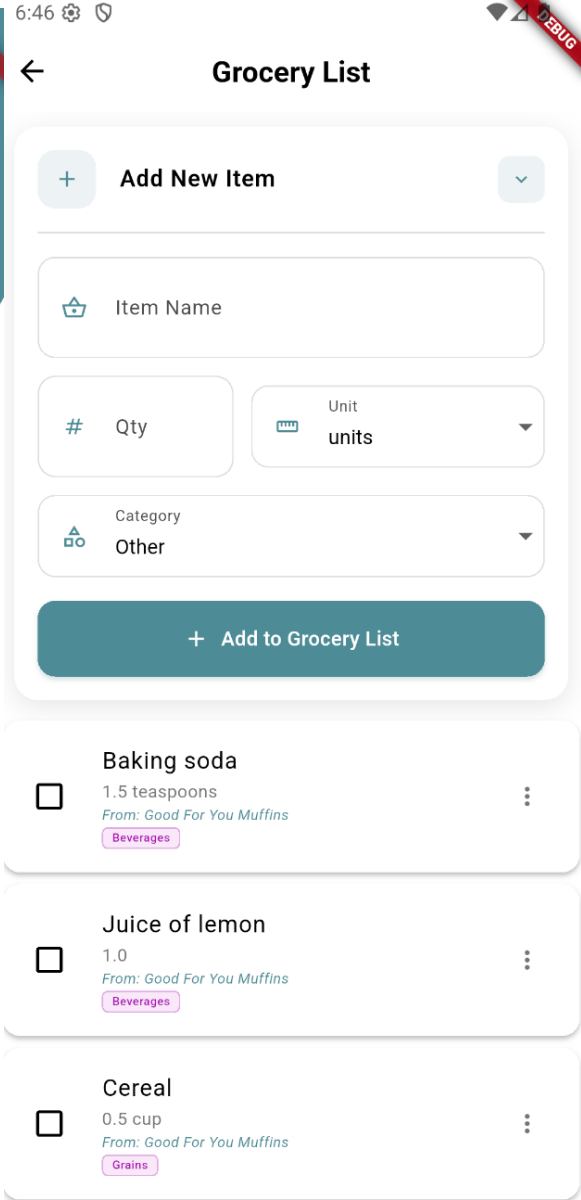 6:46
DEBUG
Grocery List
Add New Item
Item Name
# Qty
Unit
units
Category
Other
+ Add to Grocery List
Baking soda
1.5 teaspoons
From: Good For You Muffins
Beverages
Juice of lemon
1.0
From: Good For You Muffins
Beverages
Cereal
0.5 cup
From: Good For You Muffins
Grains